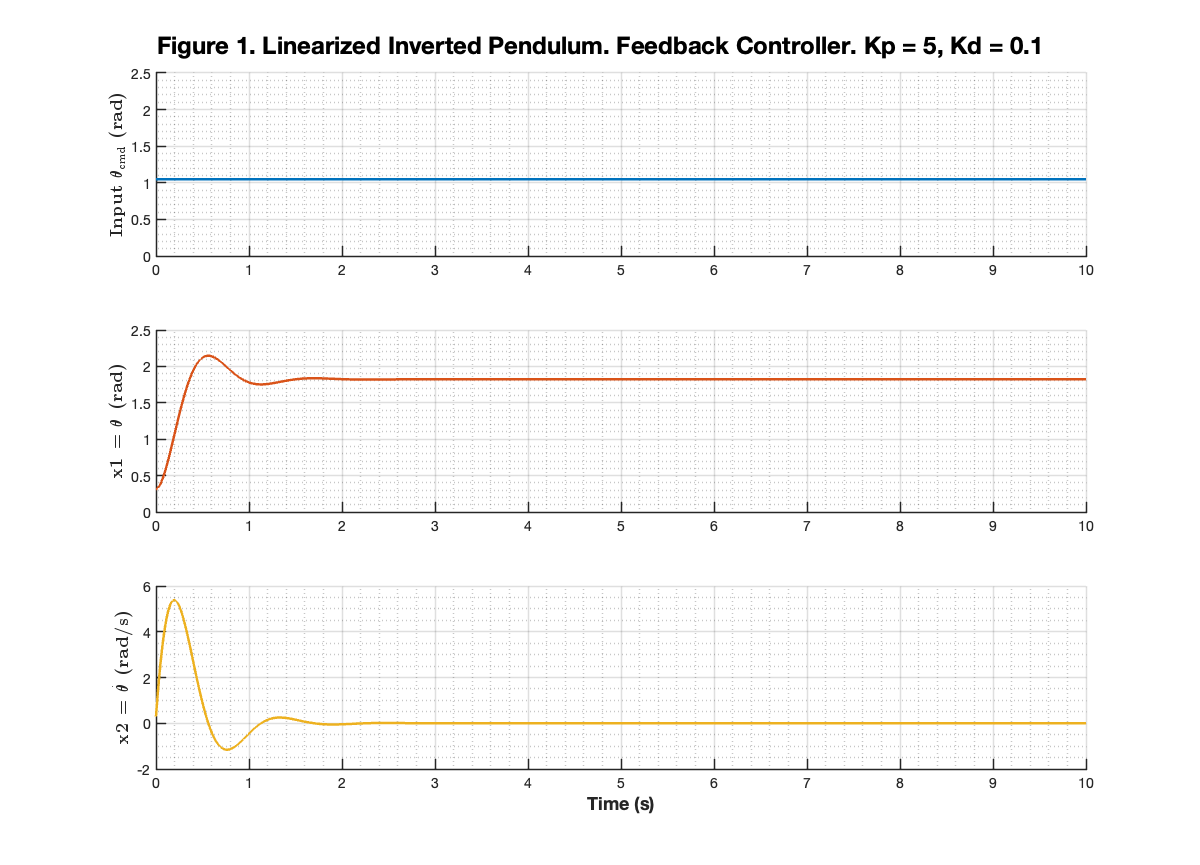 Figure 1. Linearized Inverted Pendulum. Feedback Controller. Kp = 5, Kd = 0.1
Input θcmd (rad)
2.5
2
1.5
1
0.5
0
0 1 2 3 4 5 6 7 8 9 10
x1 = θ (rad)
2.5
2
1.5
1
0.5
0
0 1 2 3 4 5 6 7 8 9 10
x2 = θ̇ (rad/s)
6
4
2
0
-2
0 1 2 3 4 5 6 7 8 9 10
Time (s)